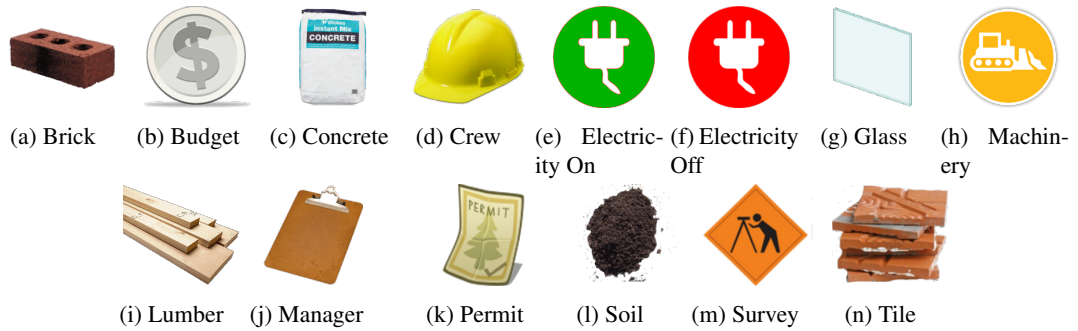 Wickes
Instant Mix
CONCRETE
$
(a) Brick
(b) Budget
(c) Concrete
(d) Crew
(e) Electric-
ity On
(f) Electricity
Off
(g) Glass
(h) Machin-
ery
PERMIT
(i) Lumber
(j) Manager
(k) Permit
(l) Soil
(m) Survey
(n) Tile